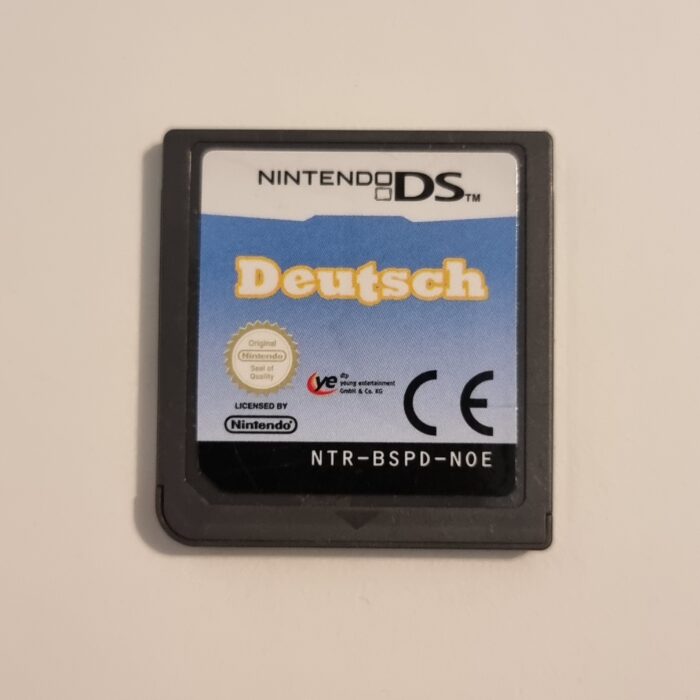 NINTENDO DS™
Deutsch
Original
Nintendo
Seal of
Quality
ye dtp
young entertainment
GmbH & Co. KG
CE
LICENSED BY
Nintendo
NTR-BSPD-NOE